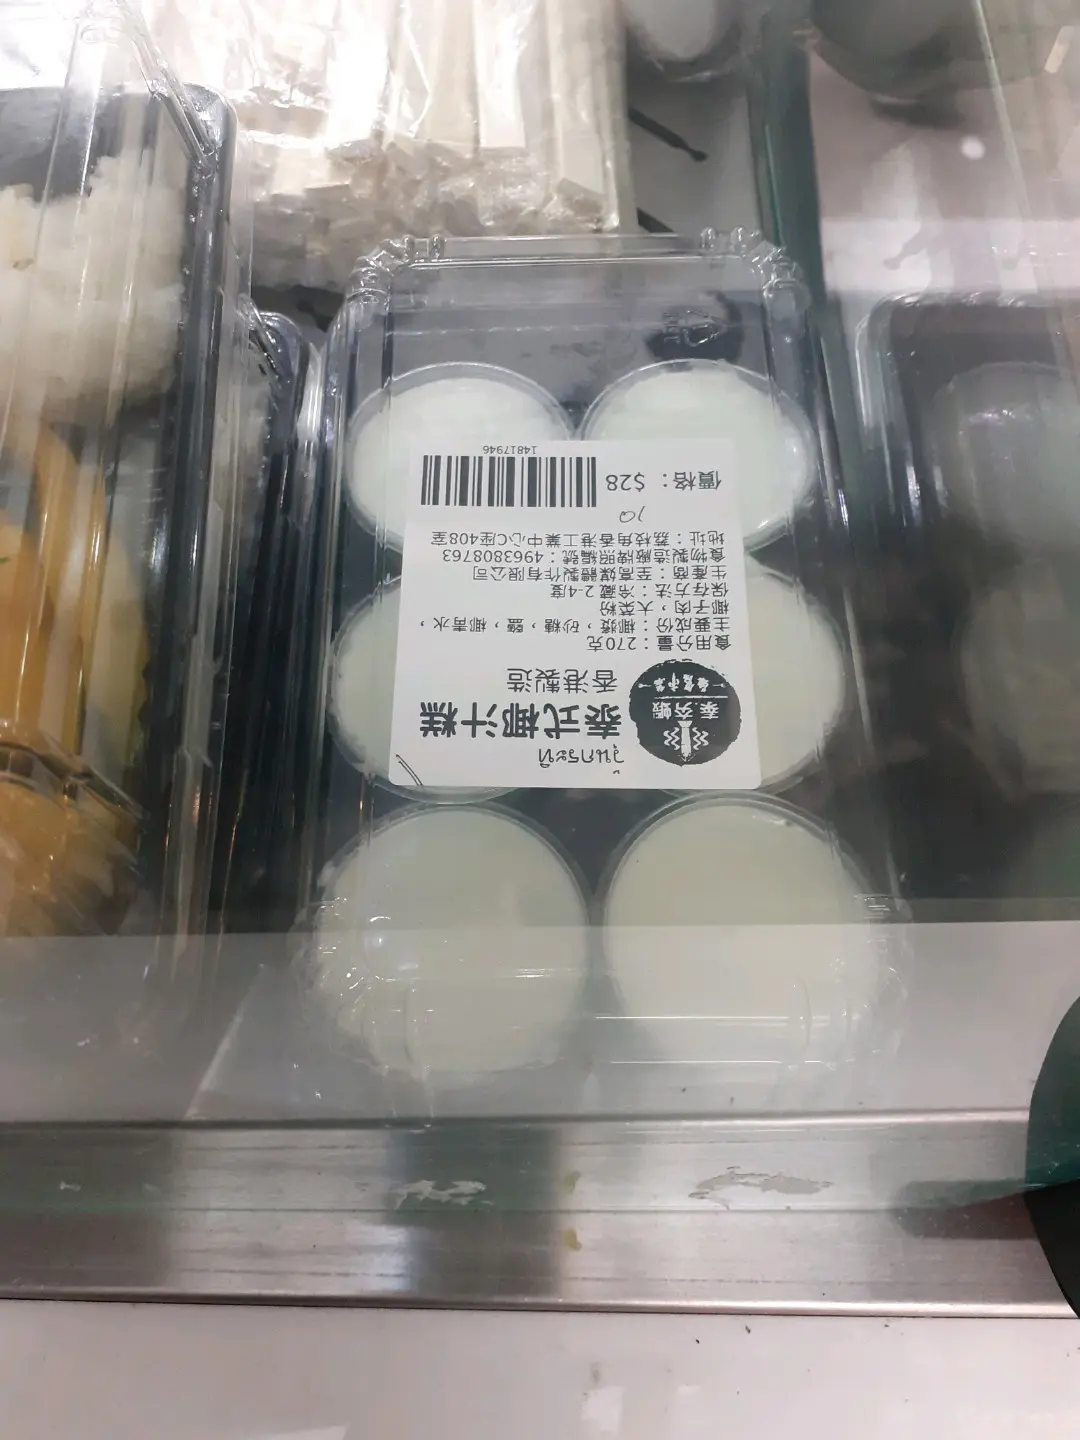 วุ้นกะทิ
泰式椰汁糕
香港製造
泰夯蝦
食用分量：270克
主要成份：椰漿，砂糖，鹽，椰青水，
椰子肉，大菜粉
保存方法：冷藏 2-4度
生產商：至高媒體製作有限公司
食物製造廠牌照編號：4963808763
地址：荔枝角香港工業中心C座408室
價格：$28
14817946